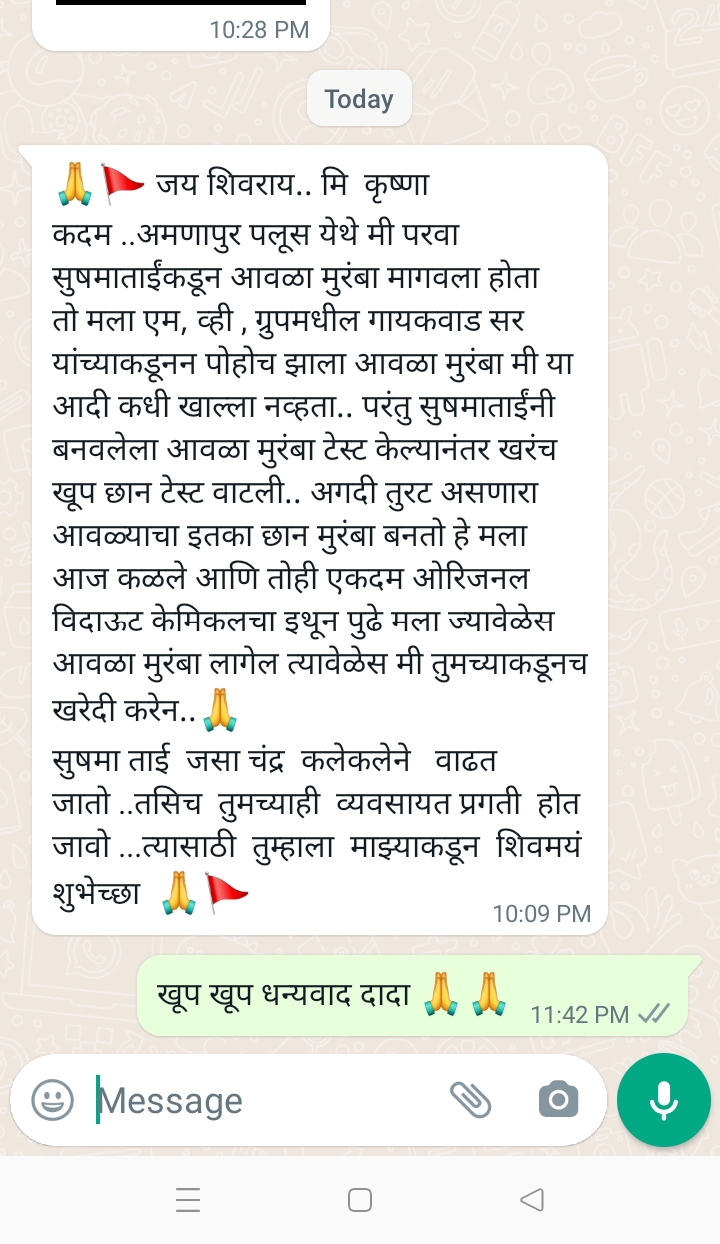 10:28 PM
Today
🙏🚩 जय शिवराय.. मि कृष्णा
कदम ..अमणापुर पलूस येथे मी परवा
सुषमाताईंकडून आवळा मुरंबा मागवला होता
तो मला एम, व्ही , ग्रुपमधील गायकवाड सर
यांच्याकडूनन पोहोच झाला आवळा मुरंबा मी या
आदी कधी खाल्ला नव्हता.. परंतु सुषमाताईंनी
बनवलेला आवळा मुरंबा टेस्ट केल्यानंतर खरंच
खूप छान टेस्ट वाटली.. अगदी तुरट असणारा
आवळ्याचा इतका छान मुरंबा बनतो हे मला
आज कळले आणि तोही एकदम ओरिजनल
विदाऊट केमिकलचा इथून पुढे मला ज्यावेळेस
आवळा मुरंबा लागेल त्यावेळेस मी तुमच्याकडूनच
खरेदी करेन..🙏
सुषमा ताई जसा चंद्र कलेकलेने वाढत
जातो ..तसिच तुमच्याही व्यवसायत प्रगती होत
जावो ...त्यासाठी तुम्हाला माझ्याकडून शिवमयं
शुभेच्छा 🙏🚩
10:09 PM
खूप खूप धन्यवाद दादा 🙏🙏
11:42 PM
Message